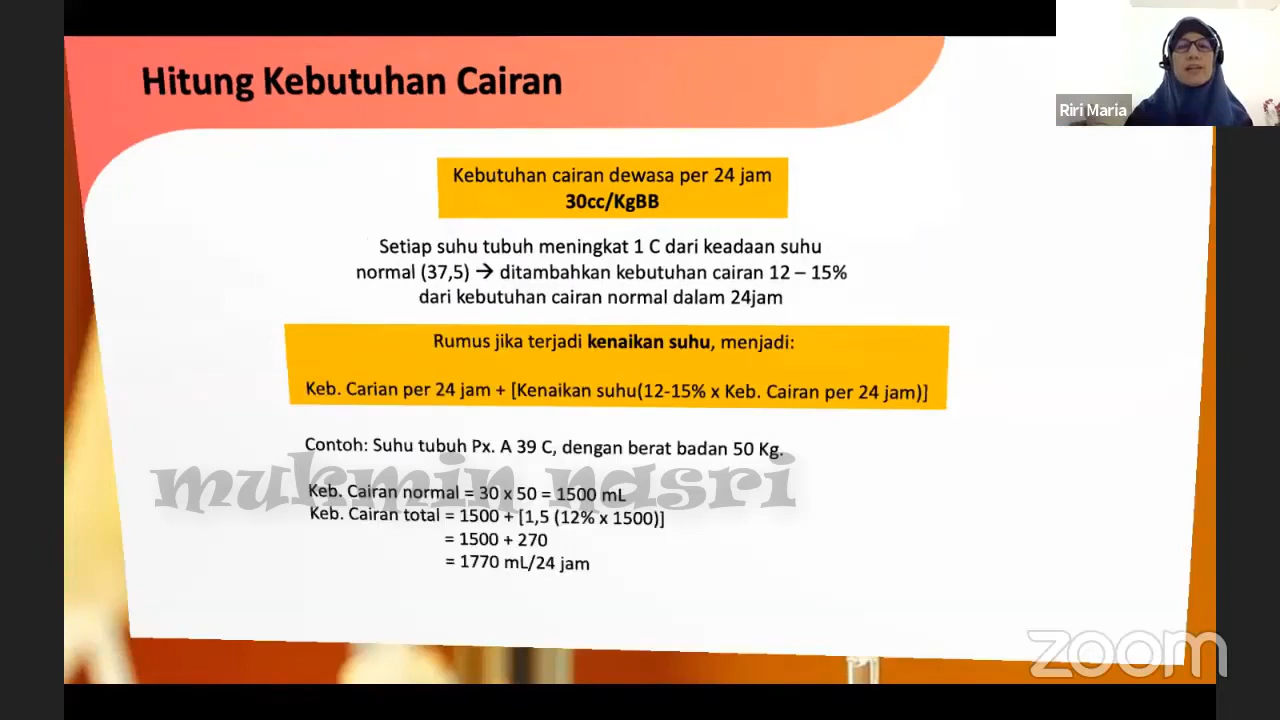 Hitung Kebutuhan Cairan
Riri Maria
Kebutuhan cairan dewasa per 24 jam
30cc/KgBB
Setiap suhu tubuh meningkat 1 C dari keadaan suhu
normal (37,5) → ditambahkan kebutuhan cairan 12 – 15%
dari kebutuhan cairan normal dalam 24jam
Rumus jika terjadi kenaikan suhu, menjadi:
Keb. Carian per 24 jam + [Kenaikan suhu(12-15% x Keb. Cairan per 24 jam)]
Contoh: Suhu tubuh Px. A 39 C, dengan berat badan 50 Kg.
mukmin nasri
Keb. Cairan normal = 30 x 50 = 1500 mL
Keb. Cairan total = 1500 + [1,5 (12% x 1500)]
= 1500 + 270
= 1770 mL/24 jam
zoom